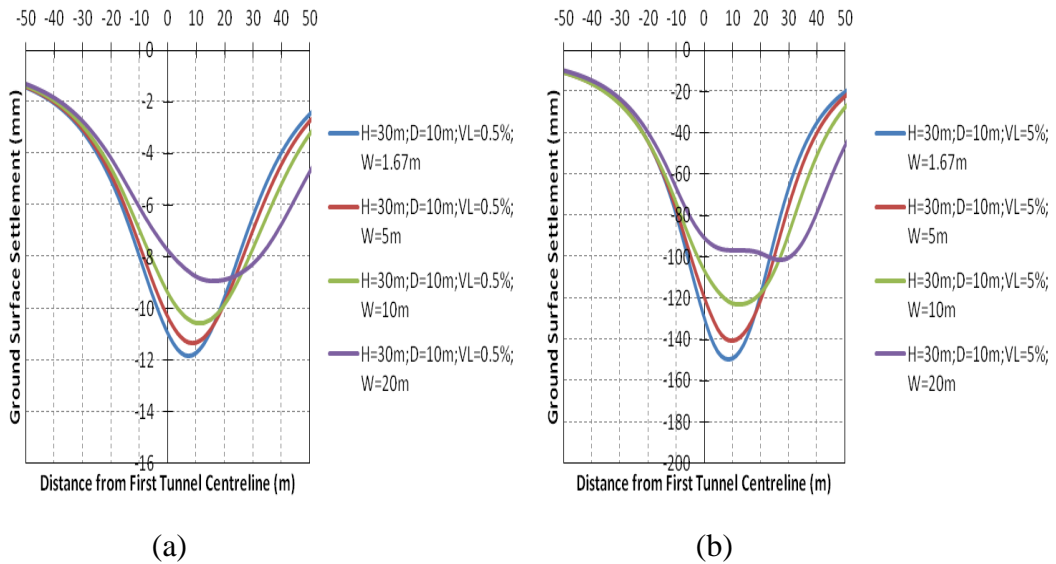 -50 -40 -30 -20 -10 0 10 20 30 40 50
0
-2
-4
-6
-8
-10
-12
-14
-16
Ground Surface Settlement (mm)
Distance from First Tunnel Centreline (m)
H=30m;D=10m;VL=0.5%;
W=1.67m
H=30m;D=10m;VL=0.5%;
W=5m
H=30m;D=10m;VL=0.5%;
W=10m
H=30m;D=10m;VL=0.5%;
W=20m
(a)
-50 -40 -30 -20 -10 0 10 20 30 40 50
0
-20
-40
-60
-80
-100
-120
-140
-160
-180
-200
Ground Surface Settlement (mm)
Distance from First Tunnel Centreline (m)
H=30m;D=10m;VL=5%;
W=1.67m
H=30m;D=10m;VL=5%;
W=5m
H=30m;D=10m;VL=5%;
W=10m
H=30m;D=10m;VL=5%;
W=20m
(b)